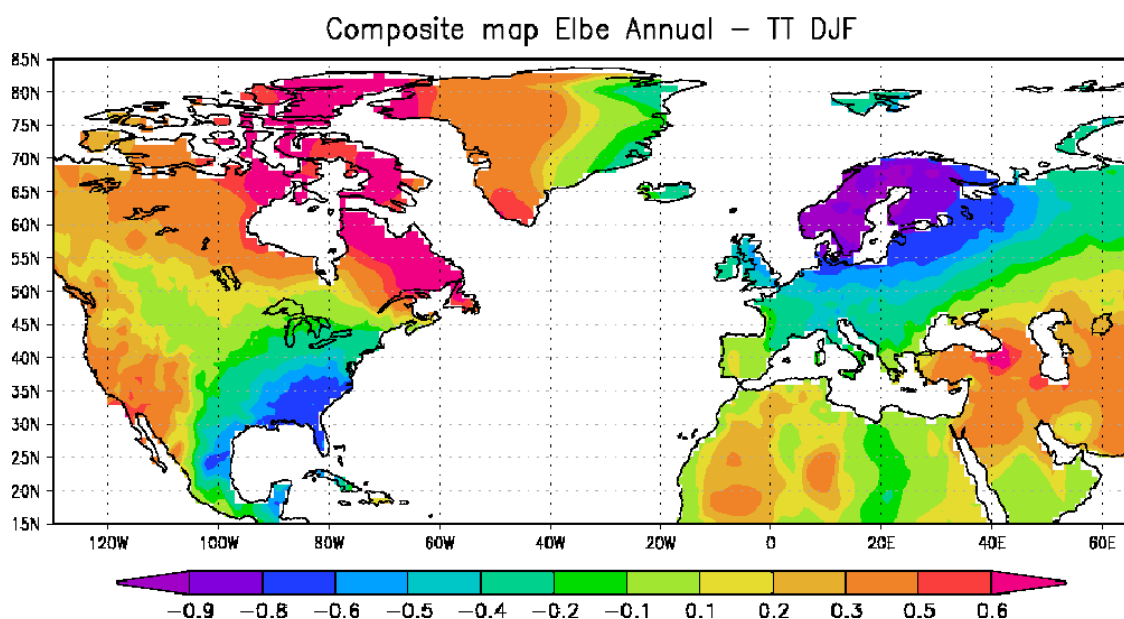 Composite map Elbe Annual – TT DJF
85N
80N
75N
70N
65N
60N
55N
50N
45N
40N
35N
30N
25N
20N
15N
120W 100W 80W 60W 40W 20W 0 20E 40E 60E
−0.9 −0.8 −0.6 −0.5 −0.4 −0.2 −0.1 0.1 0.2 0.3 0.5 0.6